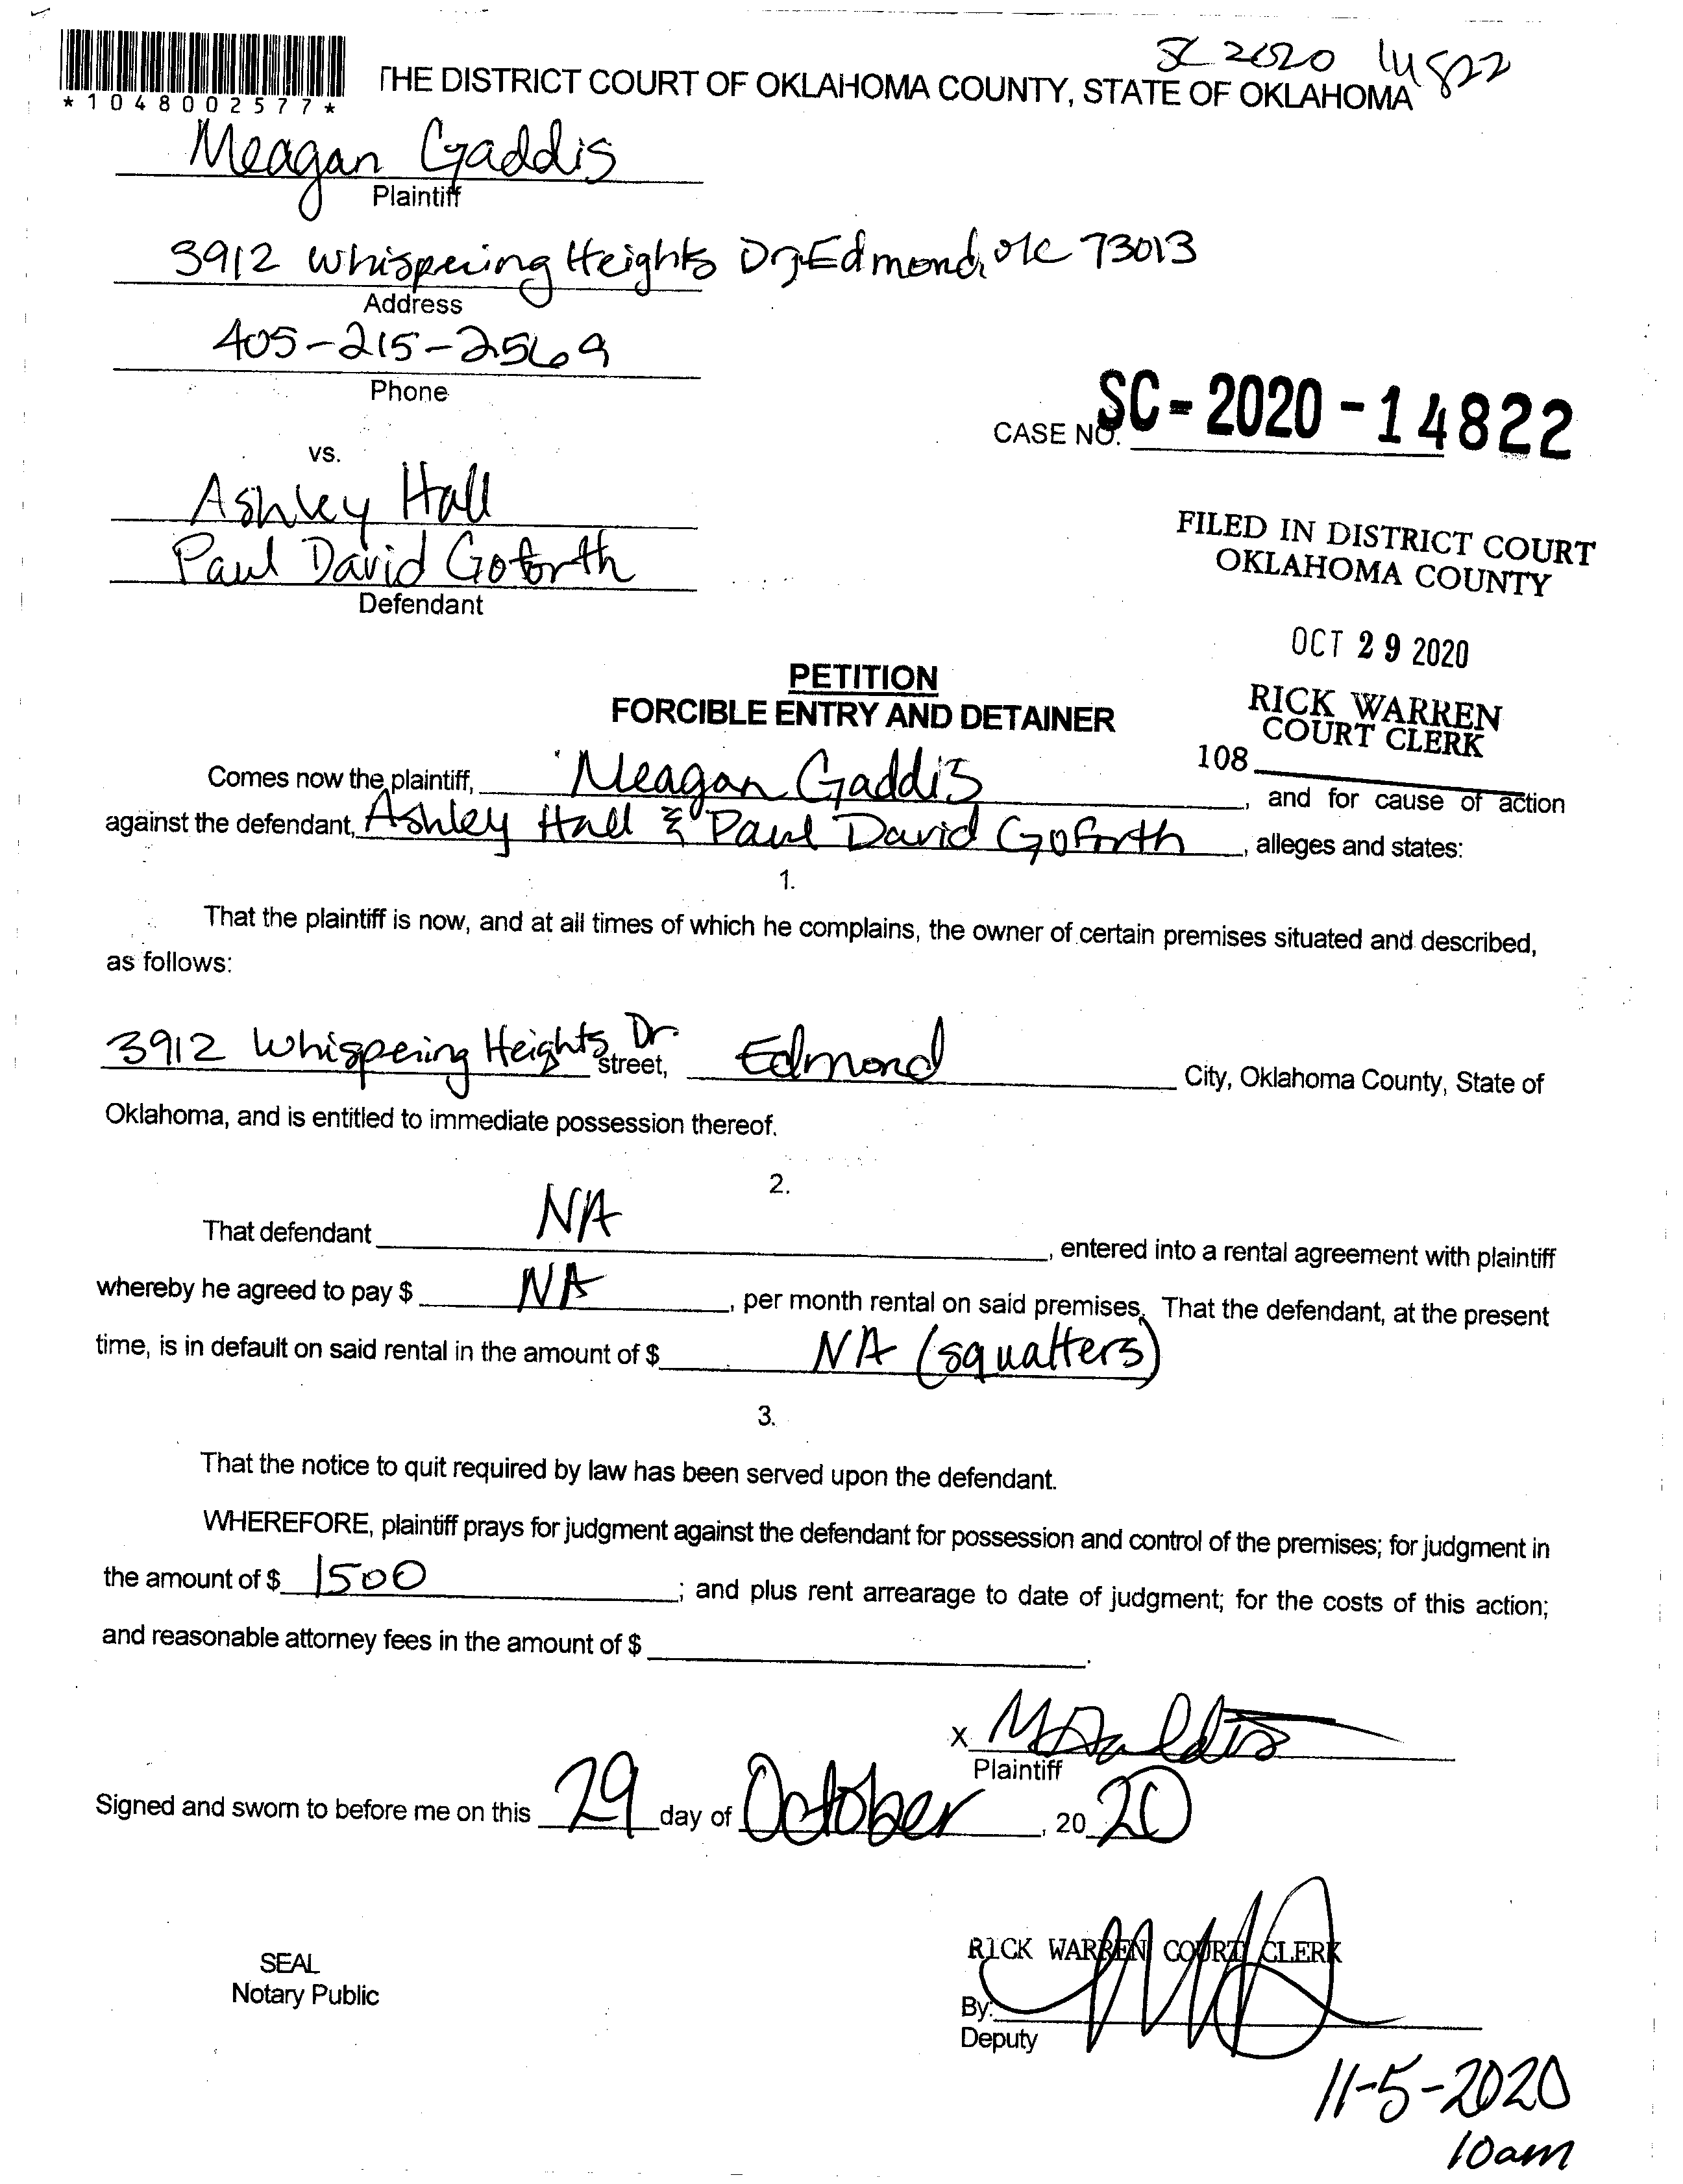 SC 2020 14822
THE DISTRICT COURT OF OKLAHOMA COUNTY, STATE OF OKLAHOMA
*1048002577*
Meagan Gaddis
Plaintiff
3912 Whispering Heights Dr, Edmond, OK 73013
Address
405-215-2569
Phone
CASE NO. SC-2020-14822
vs.
Ashley Hall
Paul David Goforth
Defendant
FILED IN DISTRICT COURT
OKLAHOMA COUNTY
OCT 29 2020
RICK WARREN
COURT CLERK
108
PETITION
FORCIBLE ENTRY AND DETAINER
Comes now the plaintiff, Meagan Gaddis, and for cause of action
against the defendant, Ashley Hall & Paul David Goforth, alleges and states:
1.
That the plaintiff is now, and at all times of which he complains, the owner of certain premises situated and described,
as follows:
3912 Whispering Heights Dr. street, Edmond City, Oklahoma County, State of
Oklahoma, and is entitled to immediate possession thereof.
2.
That defendant NA, entered into a rental agreement with plaintiff
whereby he agreed to pay $ NA, per month rental on said premises. That the defendant, at the present
time, is in default on said rental in the amount of $ NA (squatters)
3.
That the notice to quit required by law has been served upon the defendant.
WHEREFORE, plaintiff prays for judgment against the defendant for possession and control of the premises; for judgment in
the amount of $ 1500; and plus rent arrearage to date of judgment; for the costs of this action;
and reasonable attorney fees in the amount of $ .
X MGaddis
Plaintiff
Signed and sworn to before me on this 29 day of October, 20 20
SEAL
Notary Public
RICK WARREN COURT CLERK
By:
Deputy
11-5-2020
10am